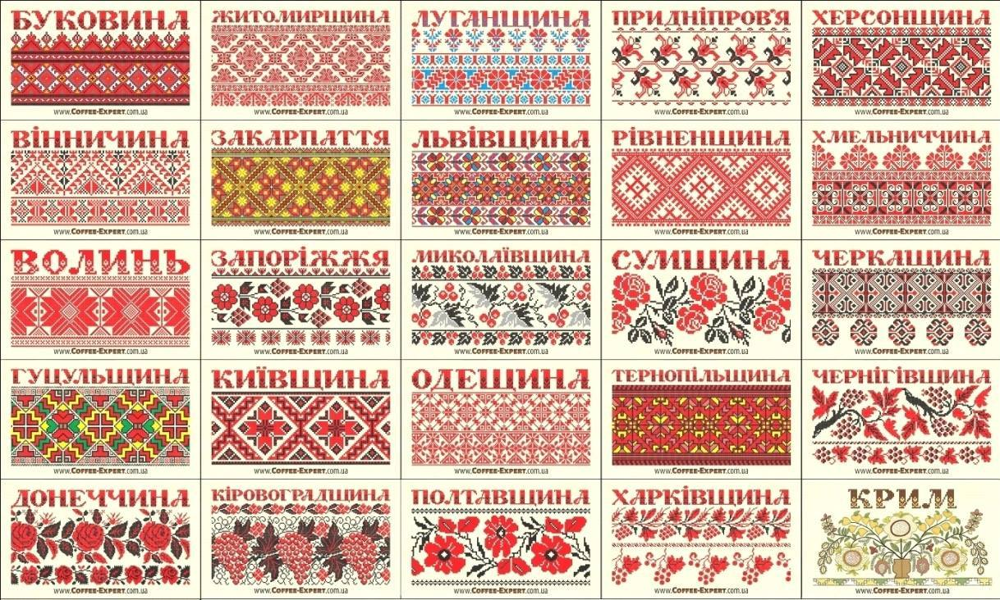 БУКОВИНА
ЖИТОМИРЩИНА
ЛУГАНЩИНА
ПРИДНІПРОВ'Я
ХЕРСОНЩИНА
www.COFFEE-EXPERT.com.ua
www.COFFEE-EXPERT.com.ua
www.COFFEE-EXPERT.com.ua
www.COFFEE-EXPERT.com.ua
www.COFFEE-EXPERT.com.ua
ВІННИЧИНА
ЗАКАРПАТТЯ
ЛЬВІВЩИНА
РІВНЕНЩИНА
ХМЕЛЬНИЧЧИНА
www.COFFEE-EXPERT.com.ua
www.COFFEE-EXPERT.com.ua
www.COFFEE-EXPERT.com.ua
www.COFFEE-EXPERT.com.ua
www.COFFEE-EXPERT.com.ua
ВОЛИНЬ
ЗАПОРІЖЖЯ
МИКОЛАЇВЩИНА
СУМЩИНА
ЧЕРКАЩИНА
www.COFFEE-EXPERT.com.ua
www.COFFEE-EXPERT.com.ua
www.COFFEE-EXPERT.com.ua
www.COFFEE-EXPERT.com.ua
www.COFFEE-EXPERT.com.ua
ГУЦУЛЬЩИНА
КИЇВЩИНА
ОДЕЩИНА
ТЕРНОПІЛЬЩИНА
ЧЕРНІГІВЩИНА
www.COFFEE-EXPERT.com.ua
www.COFFEE-EXPERT.com.ua
www.COFFEE-EXPERT.com.ua
www.COFFEE-EXPERT.com.ua
www.COFFEE-EXPERT.com.ua
ДОНЕЧЧИНА
КІРОВОГРАДЩИНА
ПОЛТАВЩИНА
ХАРКІВЩИНА
КРИМ
www.COFFEE-EXPERT.com.ua
www.COFFEE-EXPERT.com.ua
www.COFFEE-EXPERT.com.ua
www.COFFEE-EXPERT.com.ua
www.COFFEE-EXPERT.com.ua